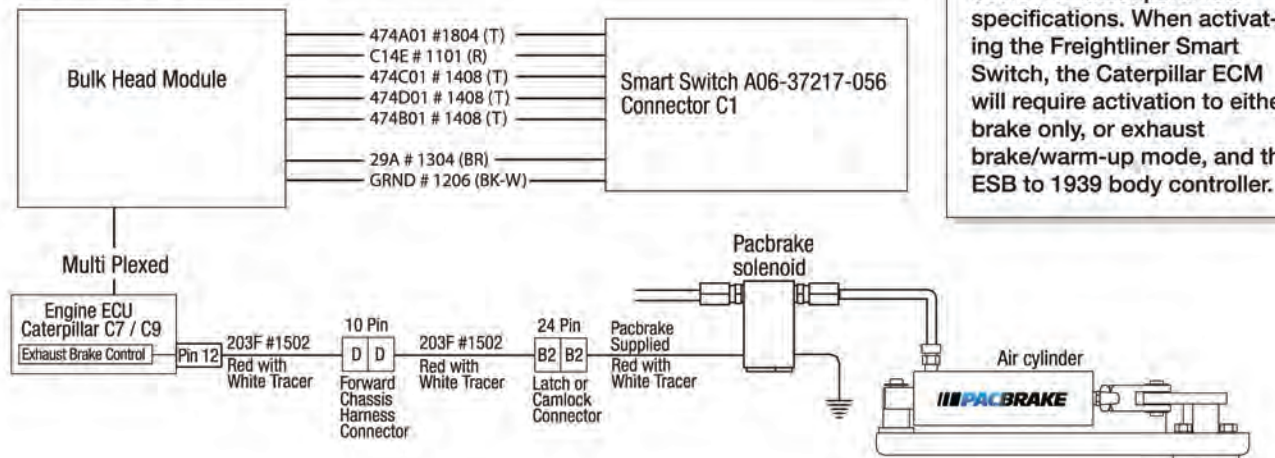 Bulk Head Module
474A01 #1804 (T)
C14E # 1101 (R)
474C01 # 1408 (T)
474D01 # 1408 (T)
474B01 # 1408 (T)
29A # 1304 (BR)
GRND # 1206 (BK-W)
Smart Switch A06-37217-056
Connector C1
specifications. When activat-
ing the Freightliner Smart
Switch, the Caterpillar ECM
will require activation to eithe
brake only, or exhaust
brake/warm-up mode, and th
ESB to 1939 body controller.
Multi Plexed
Engine ECU
Caterpillar C7 / C9
Exhaust Brake Control
Pin 12
203F #1502
Red with
White Tracer
10 Pin
D D
Forward
Chassis
Harness
Connector
203F #1502
Red with
White Tracer
24 Pin
B2 B2
Latch or
Camlock
Connector
Pacbrake
Supplied
Red with
White Tracer
Pacbrake
solenoid
Air cylinder
PACBRAKE